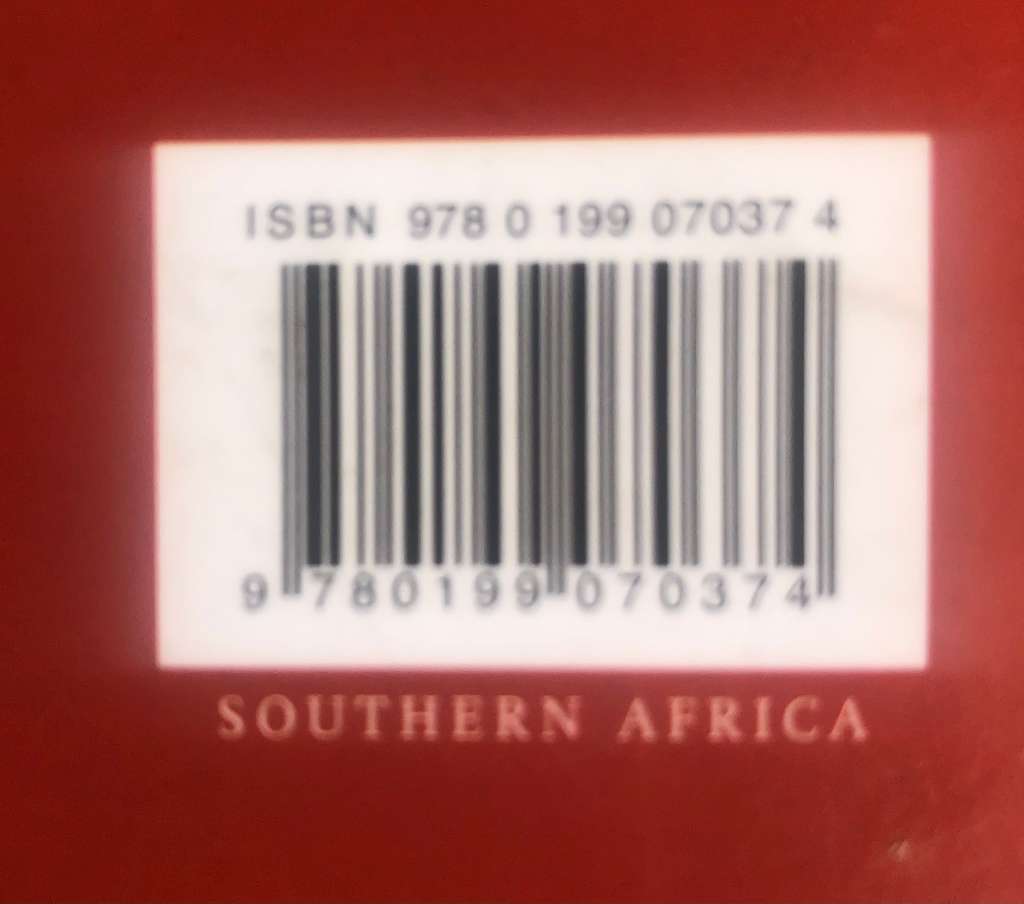 ISBN 978 0 199 07037 4
9 780199 070374
SOUTHERN AFRICA